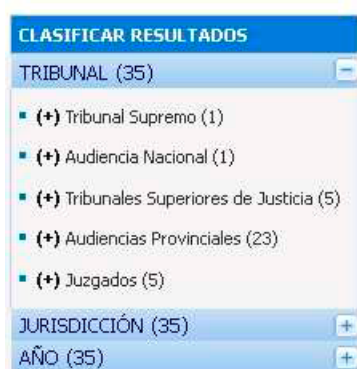 CLASIFICAR RESULTADOS
TRIBUNAL (35)
(+) Tribunal Supremo (1)
(+) Audiencia Nacional (1)
(+) Tribunales Superiores de Justicia (5)
(+) Audiencias Provinciales (23)
(+) Juzgados (5)
JURISDICCIÓN (35)
AÑO (35)